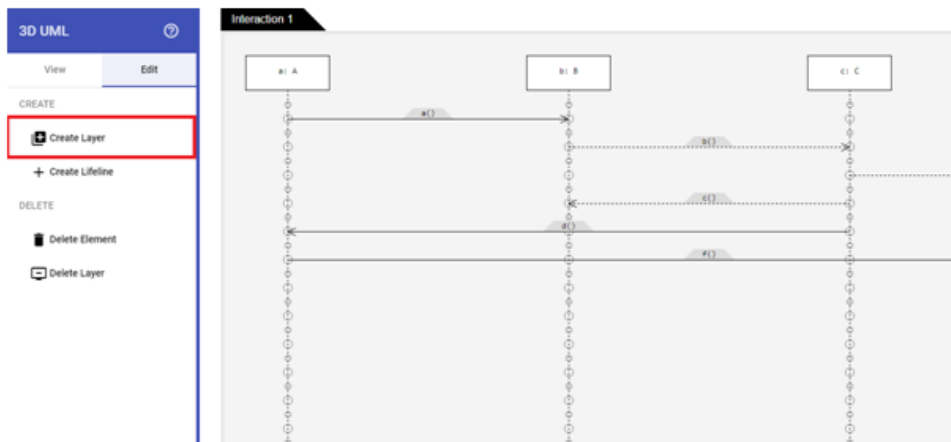 3D UML
View Edit
CREATE
Create Layer
Create Lifeline
DELETE
Delete Element
Delete Layer
Interaction 1
a: A b: B c: C
a()
b()
c()
d()
f()